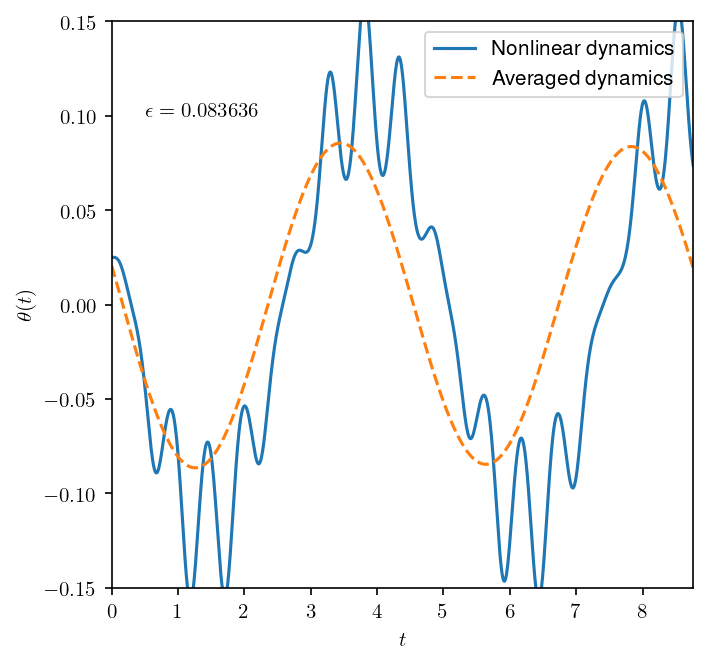 0.15
0.10
0.05
0.00
−0.05
−0.10
−0.15
θ(t)
Nonlinear dynamics
Averaged dynamics
ϵ = 0.083636
0 1 2 3 4 5 6 7 8
t